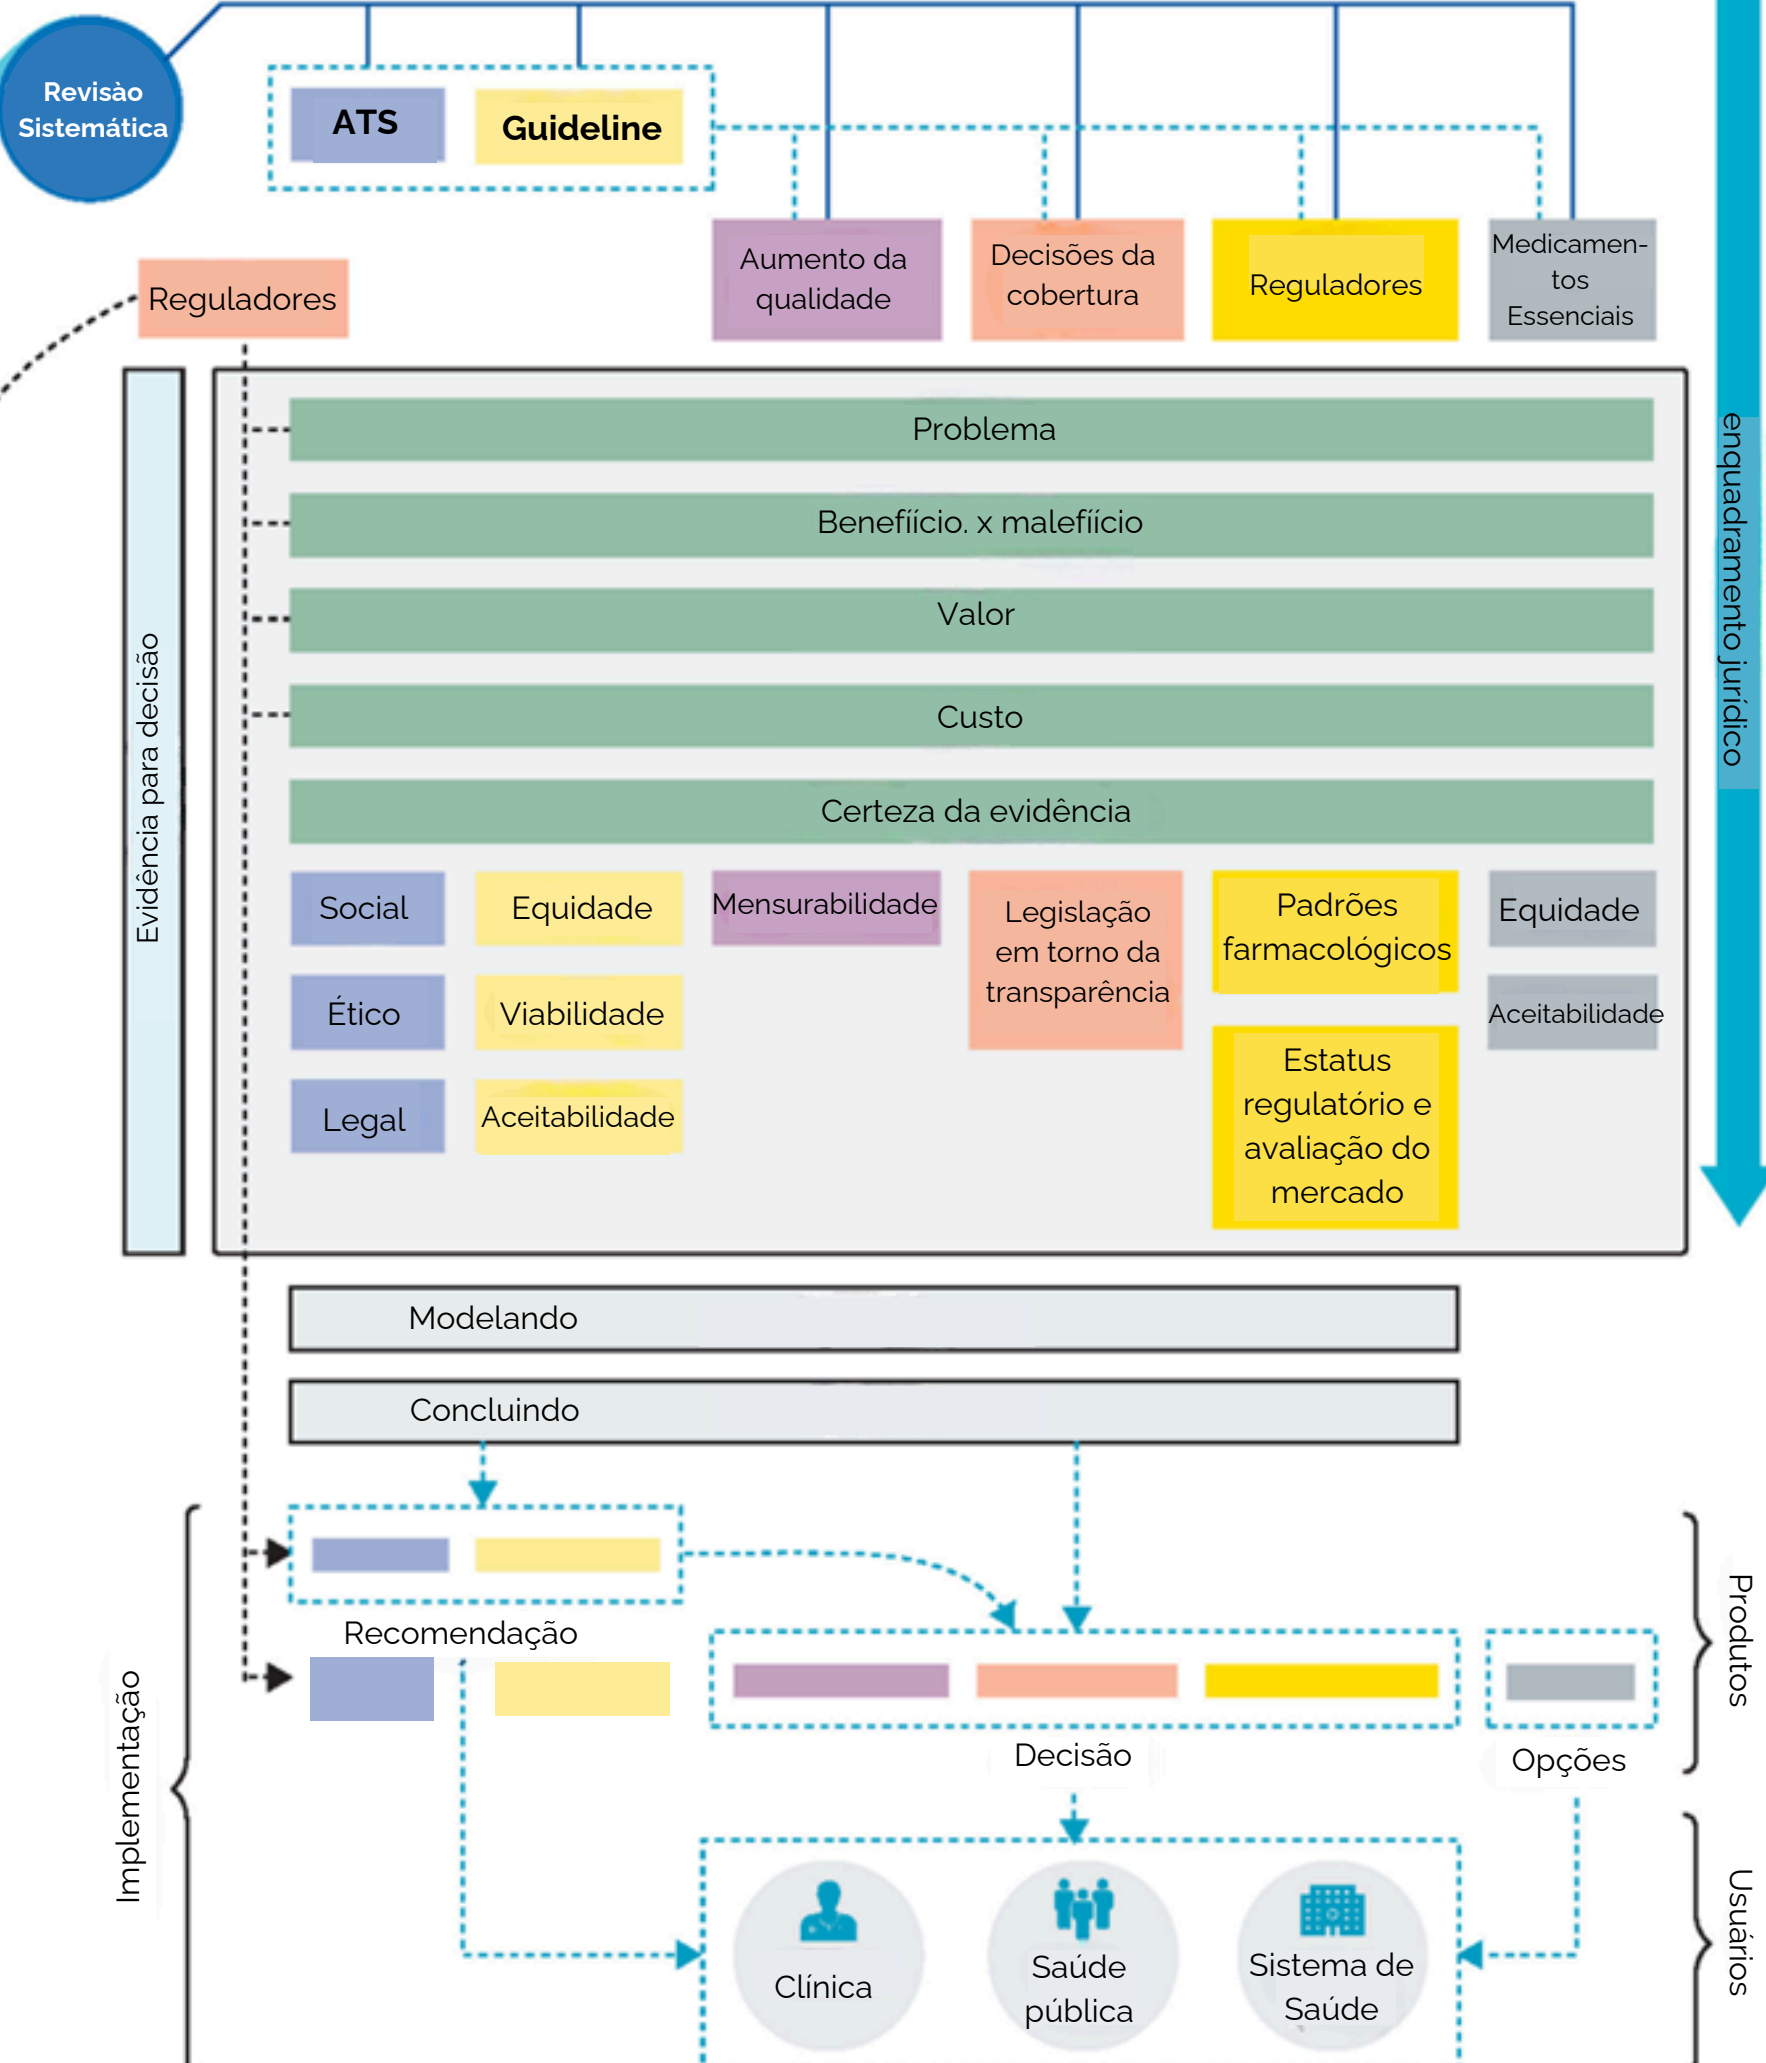 Revisào
Sistemática
ATS
Guideline
Aumento da
qualidade
Decisões da
cobertura
Reguladores
Medicamen-
tos
Essenciais
Reguladores
Evidência para decisão
enquadramento jurídico
Problema
Benefíício. x malefíício
Valor
Custo
Certeza da evidência
Social
Equidade
Mensurabilidade
Legislação
em torno da
transparência
Padrões
farmacológicos
Equidade
Ético
Viabilidade
Aceitabilidade
Legal
Aceitabilidade
Estatus
regulatório e
avaliação do
mercado
Modelando
Concluindo
Implementação
Recomendação
Decisão
Opções
Produtos
Clínica
Saúde
pública
Sistema de
Saúde
Usuários